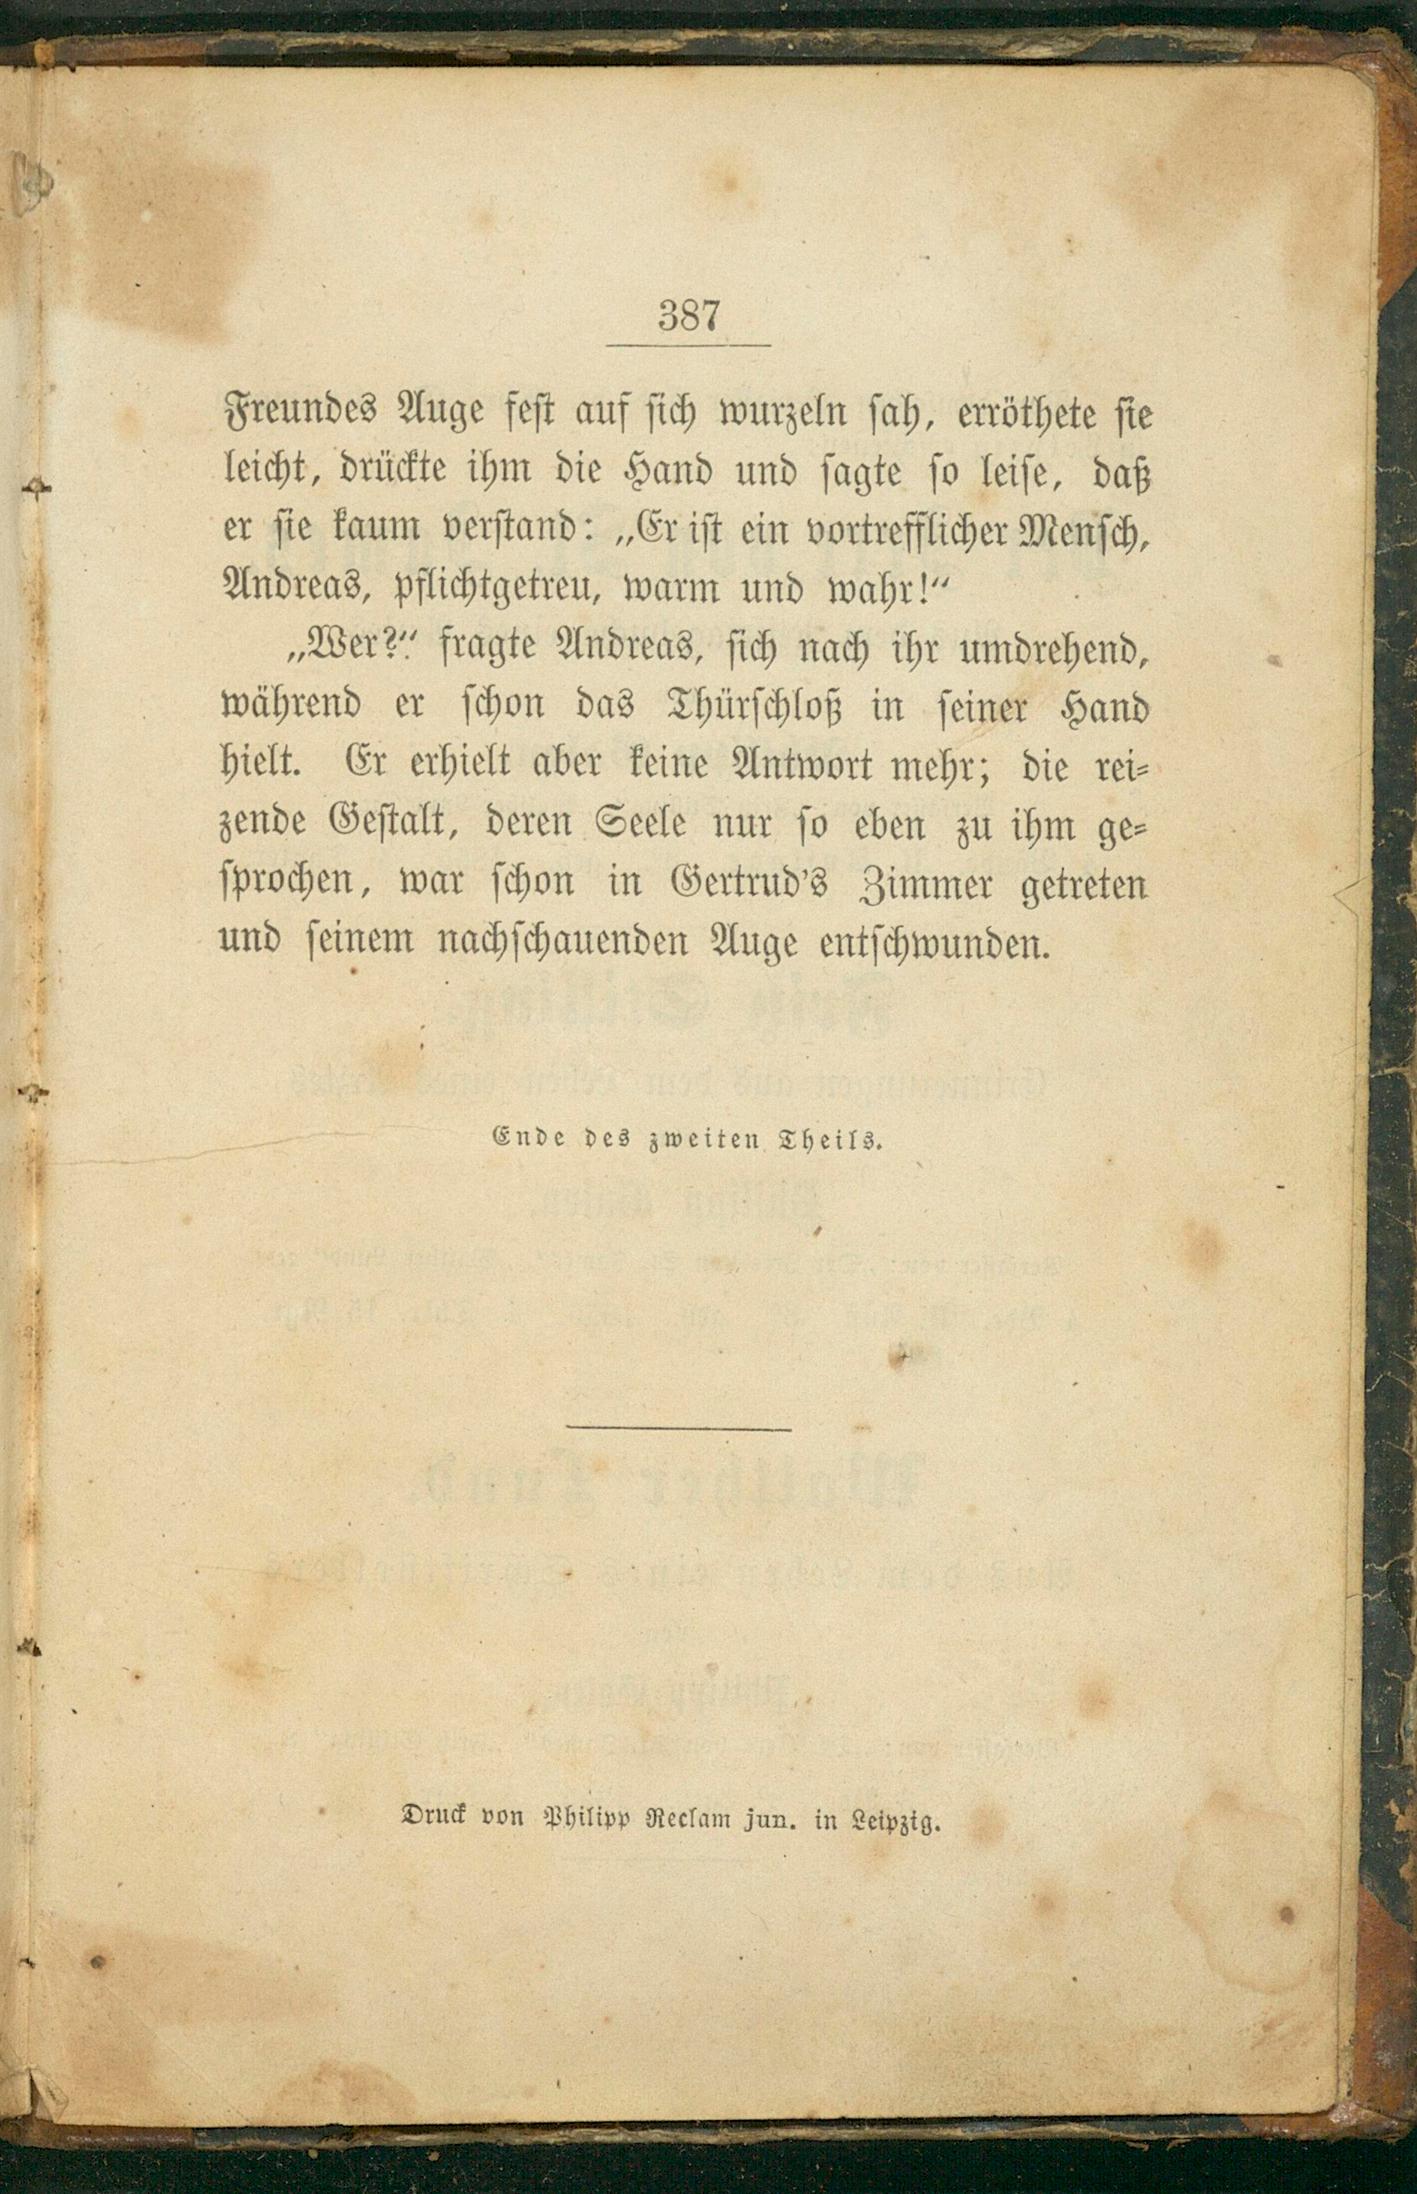 387
Freundes Auge fest auf sich wurzeln sah, erröthete sie
leicht, drückte ihm die Hand und sagte so leise, daß
er sie kaum verstand: „Er ist ein vortrefflicher Mensch,
Andreas, pflichtgetreu, warm und wahr!“
„Wer?“ fragte Andreas, sich nach ihr umdrehend,
während er schon das Thürschloß in seiner Hand
hielt. Er erhielt aber keine Antwort mehr; die rei-
zende Gestalt, deren Seele nur so eben zu ihm ge-
sprochen, war schon in Gertrud's Zimmer getreten
und seinem nachschauenden Auge entschwunden.
Ende des zweiten Theils.
Druck von Philipp Reclam jun. in Leipzig.